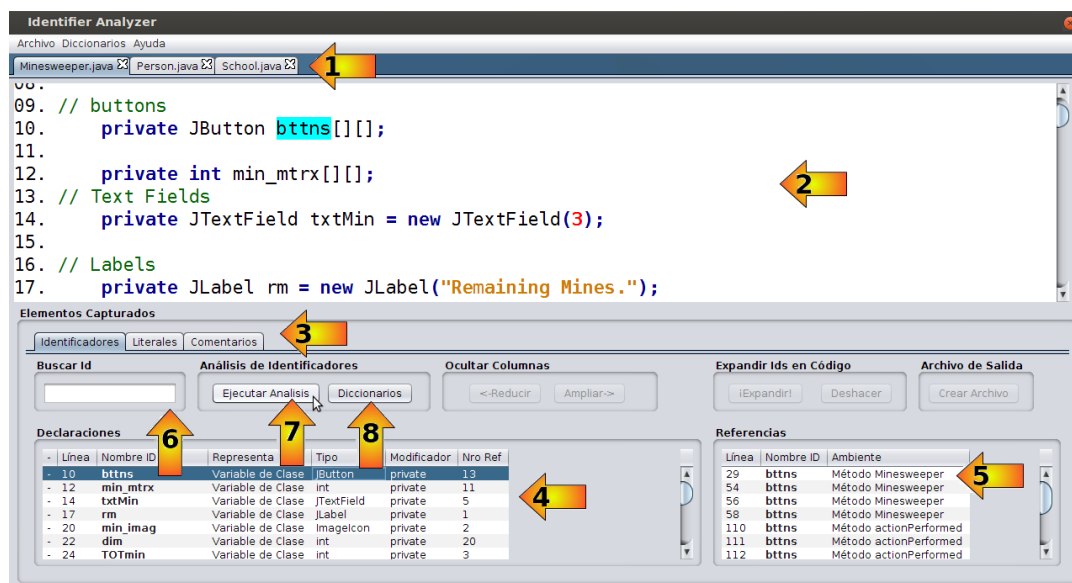 Identifier Analyzer
Archivo Diccionarios Ayuda
Minesweeper.java Person.java School.java 1
08.
09. // buttons
10. private JButton bttns[][];
11.
12. private int min_mtrx[][];
2
13. // Text Fields
14. private JTextField txtMin = new JTextField(3);
15.
16. // Labels
17. private JLabel rm = new JLabel("Remaining Mines.");
Elementos Capturados
Identificadores Literales Comentarios 3
Buscar Id Análisis de Identificadores Ocultar Columnas Expandir Ids en Código Archivo de Salida
Ejecutar Analisis Diccionarios <-Reducir Ampliar-> ¡Expandir! Deshacer Crear Archivo
6 7 8
Declaraciones Referencias
- Línea Nombre ID Representa Tipo Modificador Nro Ref
- 10 bttns Variable de Clase JButton private 13
- 12 min_mtrx Variable de Clase int private 11
- 14 txtMin Variable de Clase JTextField private 5
- 17 rm Variable de Clase JLabel private 1
- 20 min_imag Variable de Clase ImageIcon private 2
- 22 dim Variable de Clase int private 20
- 24 TOTmin Variable de Clase int private 3
4
Línea Nombre ID Ambiente
29 bttns Método Minesweeper
54 bttns Método Minesweeper
56 bttns Método Minesweeper
58 bttns Método Minesweeper
110 bttns Método actionPerformed
111 bttns Método actionPerformed
112 bttns Método actionPerformed
5